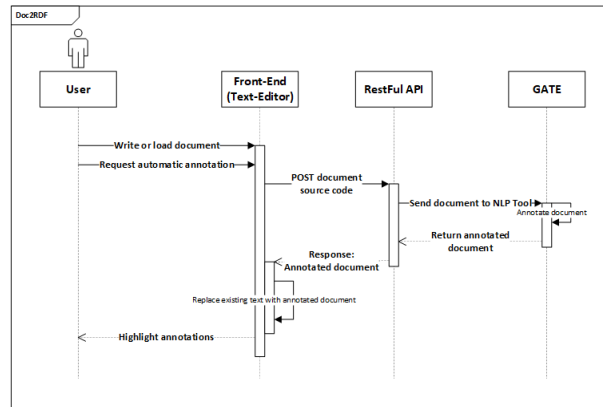 Doc2RDF
User
Front-End
(Text-Editor)
RestFul API
GATE
Write or load document
Request automatic annotation
POST document
source code
Send document to NLP Tool
Annotate document
Return annotated
document
Response:
Annotated document
Replace existing text with annotated document
Highlight annotations